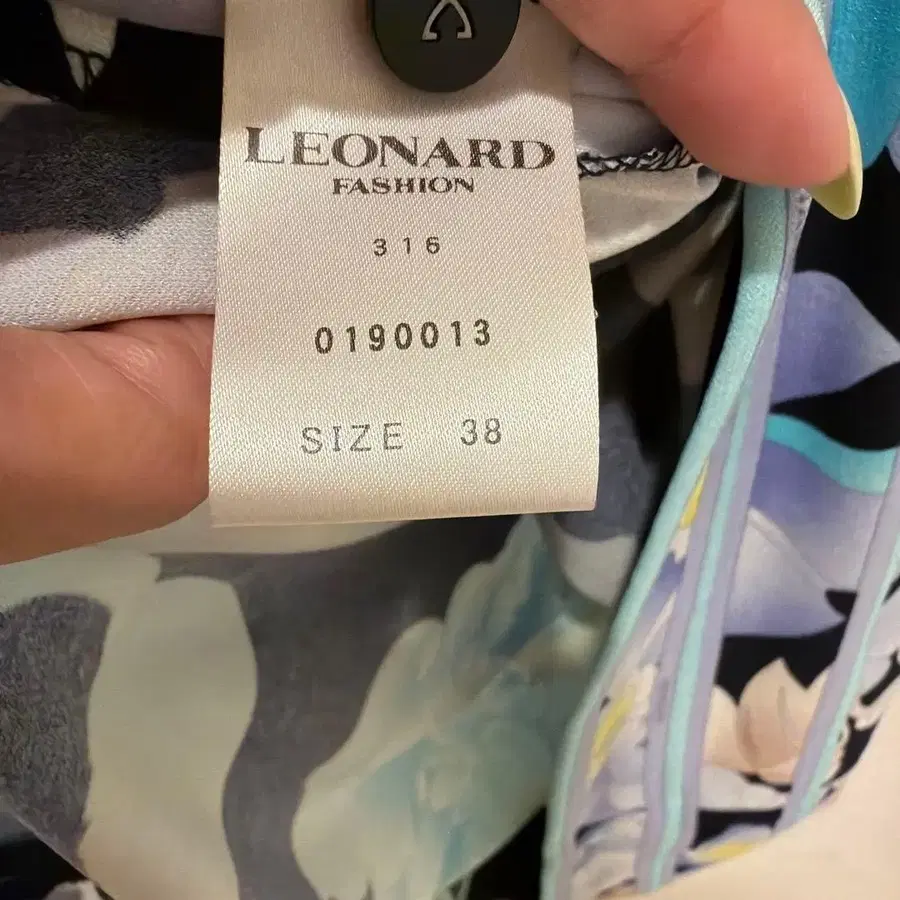 LEONARD
FASHION
316
0190013
SIZE 38